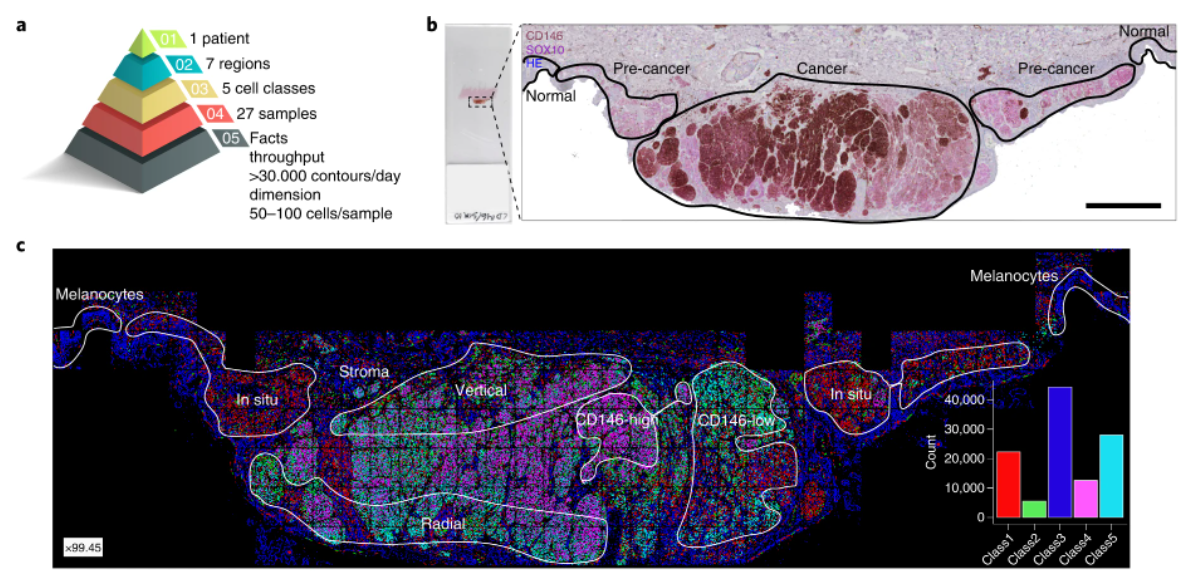 a
01 1 patient
02 7 regions
03 5 cell classes
04 27 samples
05 Facts
throughput
>30.000 contours/day
dimension
50–100 cells/sample
b
CD146
SOX10
HE
Normal
Pre-cancer
Cancer
Pre-cancer
Normal
c
Melanocytes
In situ
Stroma
Vertical
CD146-high
CD146-low
Radial
In situ
Melanocytes
×99.45
Count
40,000
30,000
20,000
10,000
0
Class1
Class2
Class3
Class4
Class5